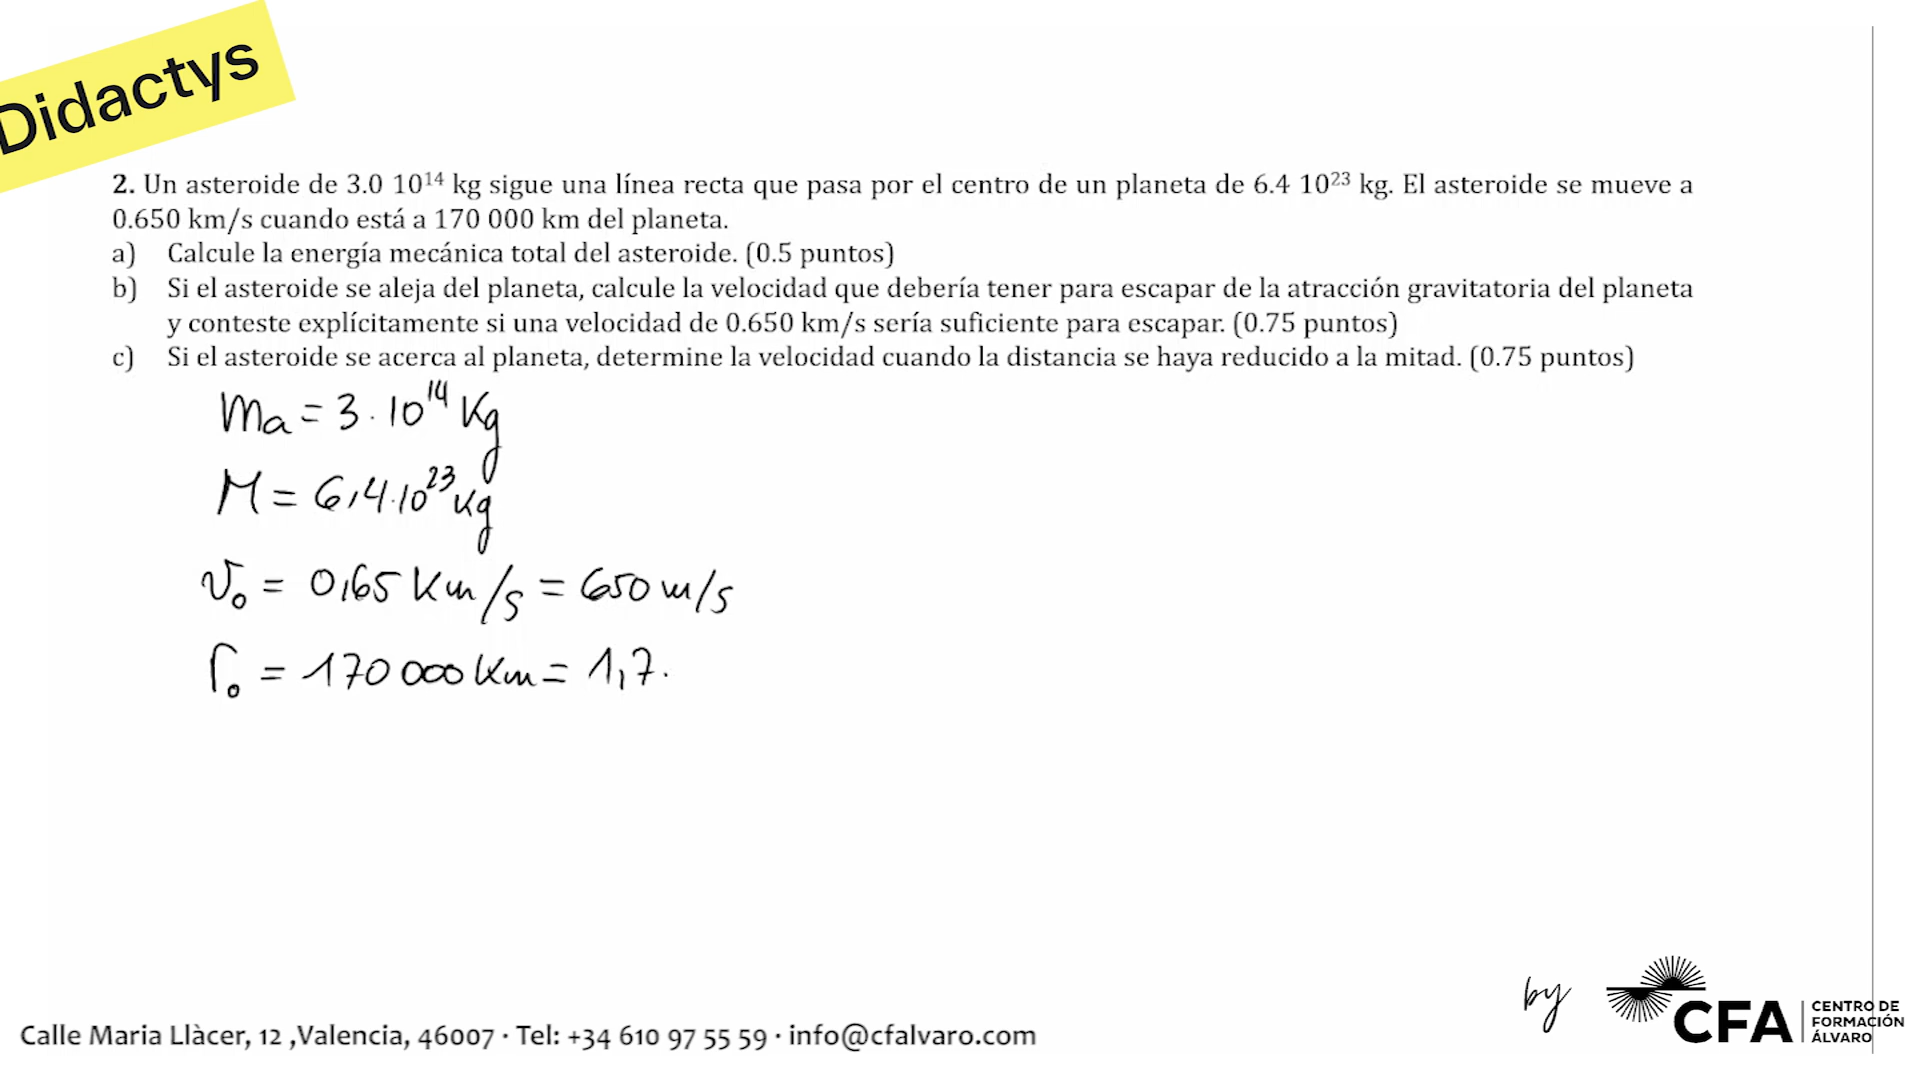 Didactys
2. Un asteroide de 3.0 10¹⁴ kg sigue una línea recta que pasa por el centro de un planeta de 6.4 10²³ kg. El asteroide se mueve a
0.650 km/s cuando está a 170 000 km del planeta.
a) Calcule la energía mecánica total del asteroide. (0.5 puntos)
b) Si el asteroide se aleja del planeta, calcule la velocidad que debería tener para escapar de la atracción gravitatoria del planeta
y conteste explícitamente si una velocidad de 0.650 km/s sería suficiente para escapar. (0.75 puntos)
c) Si el asteroide se acerca al planeta, determine la velocidad cuando la distancia se haya reducido a la mitad. (0.75 puntos)
ma = 3 · 10¹⁴ Kg
M = 6,4·10²³ Kg
v₀ = 0,65 Km/s = 650 m/s
r₀ = 170 000 Km = 1,7·
by
CFA
CENTRO DE
FORMACIÓN
ÁLVARO
Calle Maria Llàcer, 12 ,Valencia, 46007 · Tel: +34 610 97 55 59 · info@cfalvaro.com